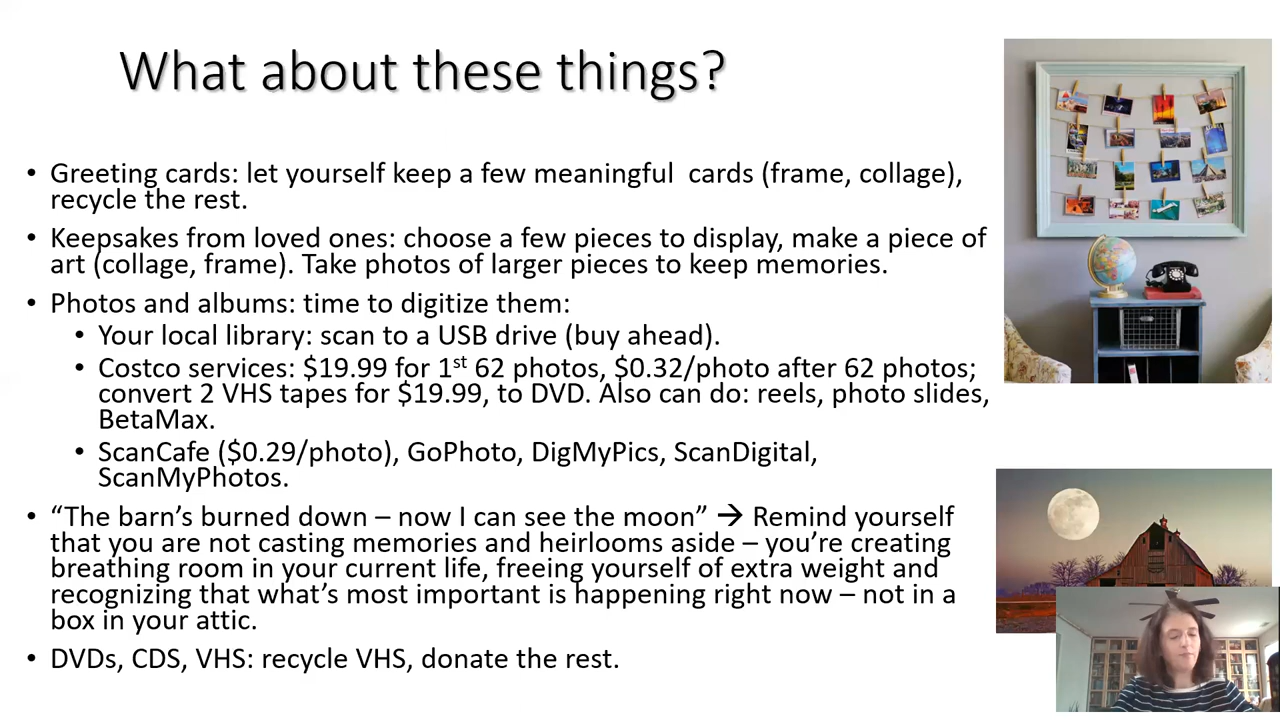 What about these things?
• Greeting cards: let yourself keep a few meaningful  cards (frame, collage),
recycle the rest.
• Keepsakes from loved ones: choose a few pieces to display, make a piece of
art (collage, frame). Take photos of larger pieces to keep memories.
• Photos and albums: time to digitize them:
• Your local library: scan to a USB drive (buy ahead).
• Costco services: $19.99 for 1st 62 photos, $0.32/photo after 62 photos;
convert 2 VHS tapes for $19.99, to DVD. Also can do: reels, photo slides,
BetaMax.
• ScanCafe ($0.29/photo), GoPhoto, DigMyPics, ScanDigital,
ScanMyPhotos.
• “The barn’s burned down – now I can see the moon” → Remind yourself
that you are not casting memories and heirlooms aside – you’re creating
breathing room in your current life, freeing yourself of extra weight and
recognizing that what’s most important is happening right now – not in a
box in your attic.
• DVDs, CDS, VHS: recycle VHS, donate the rest.